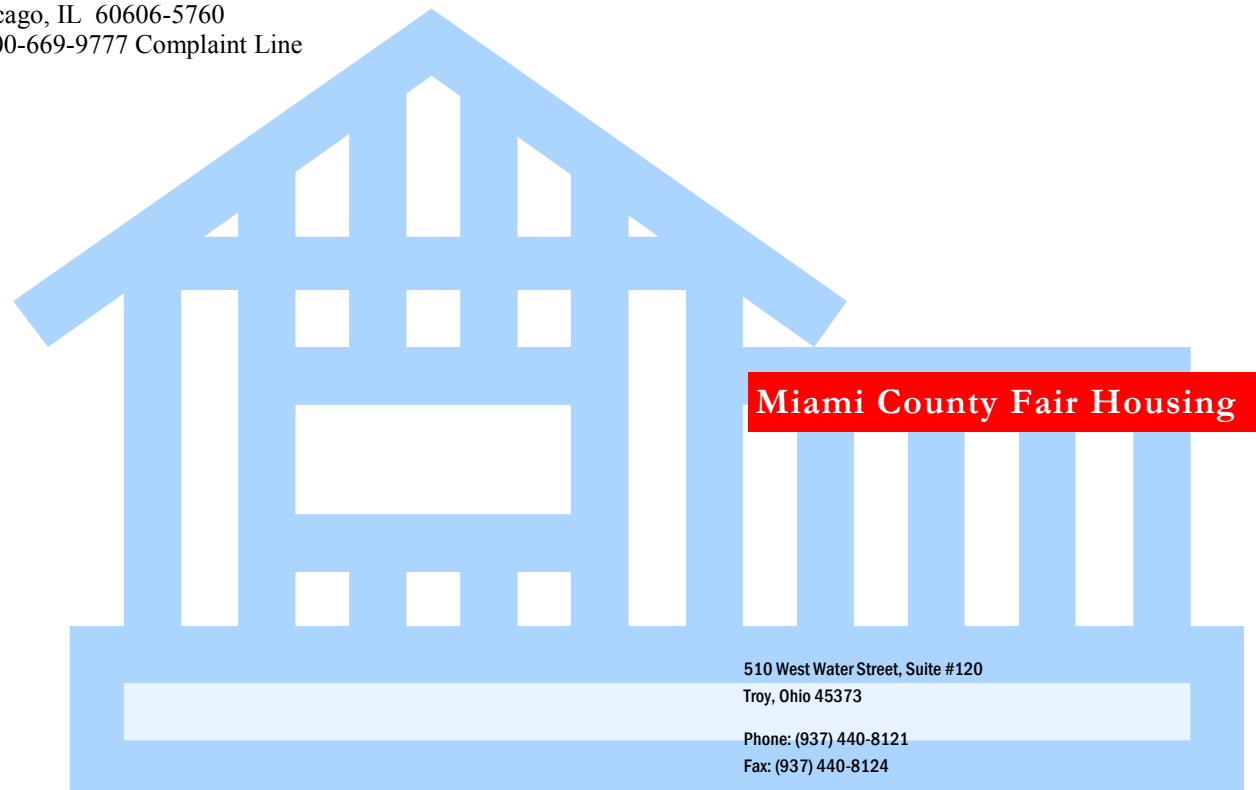 cago, IL  60606-5760
00-669-9777 Complaint Line
Miami County Fair Housing
510 West Water Street, Suite #120
Troy, Ohio 45373
Phone: (937) 440-8121
Fax: (937) 440-8124